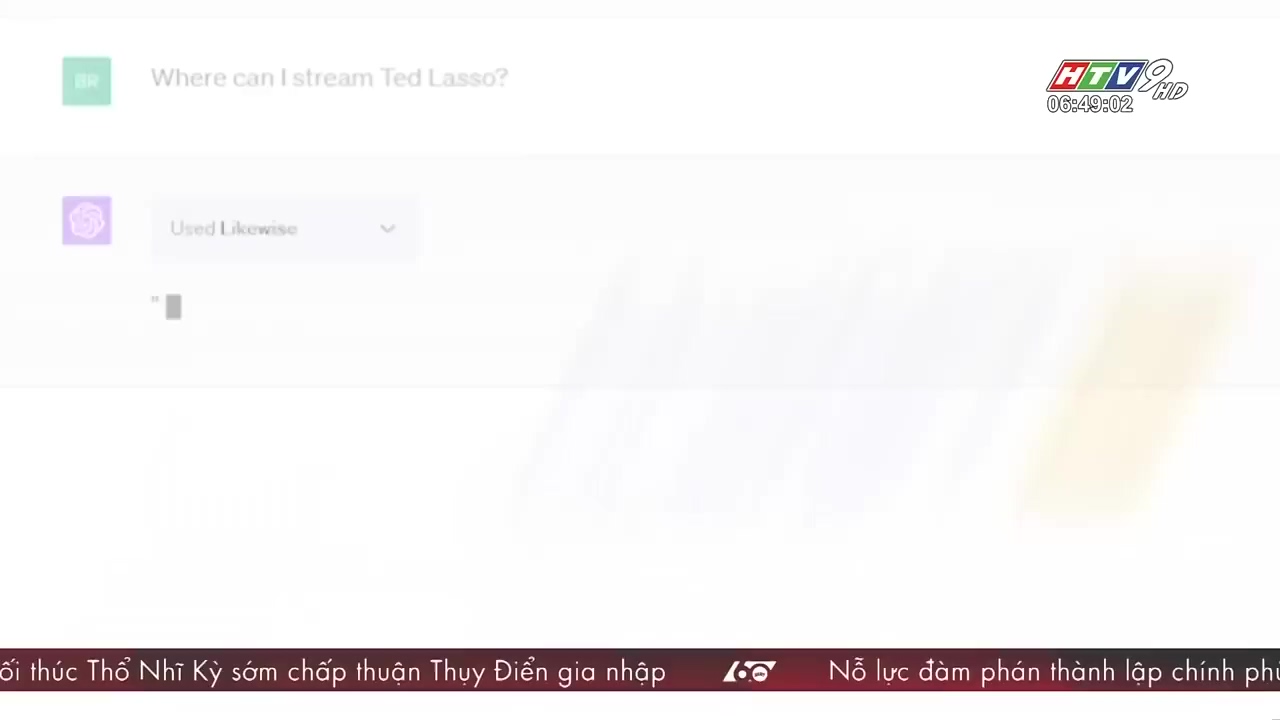 BR
Where can I stream Ted Lasso?
HTV9 HD
06:49:02
Used Likewise
"
ối thúc Thổ Nhĩ Kỳ sớm chấp thuận Thụy Điển gia nhập
60
Nỗ lực đàm phán thành lập chính phủ